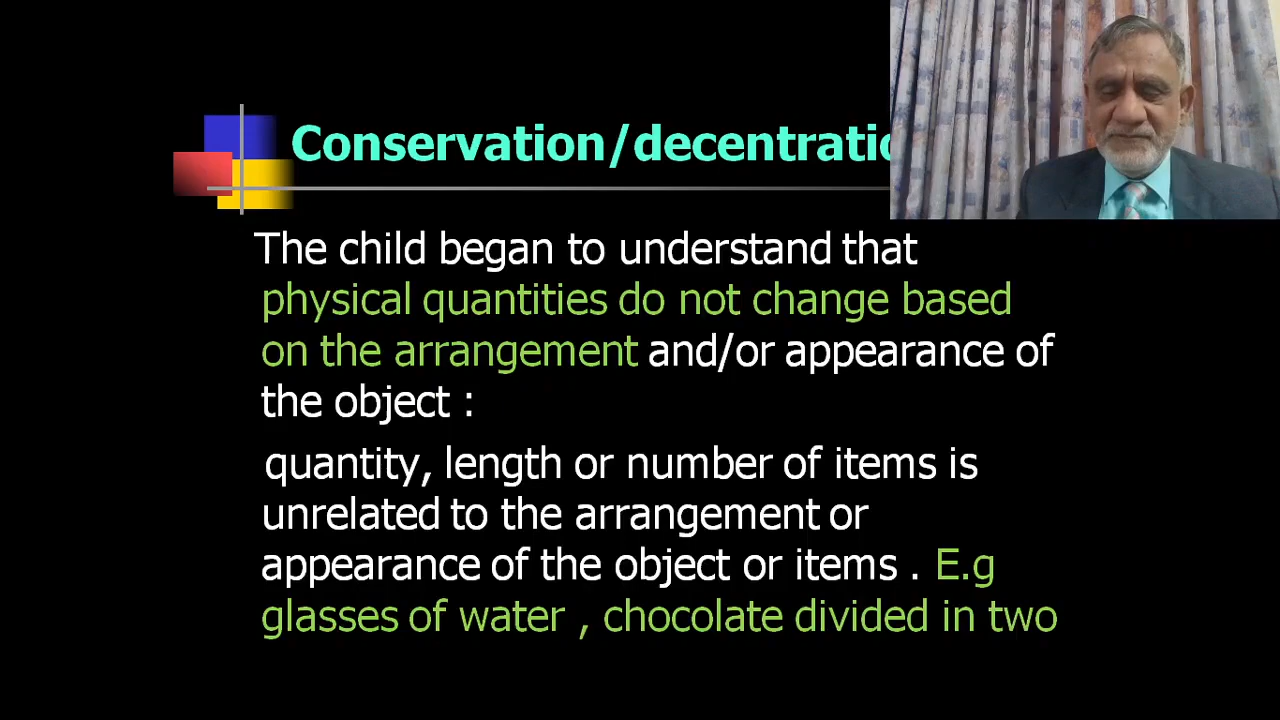 Conservation/decentratio
The child began to understand that
physical quantities do not change based
on the arrangement and/or appearance of
the object :
quantity, length or number of items is
unrelated to the arrangement or
appearance of the object or items . E.g
glasses of water , chocolate divided in two